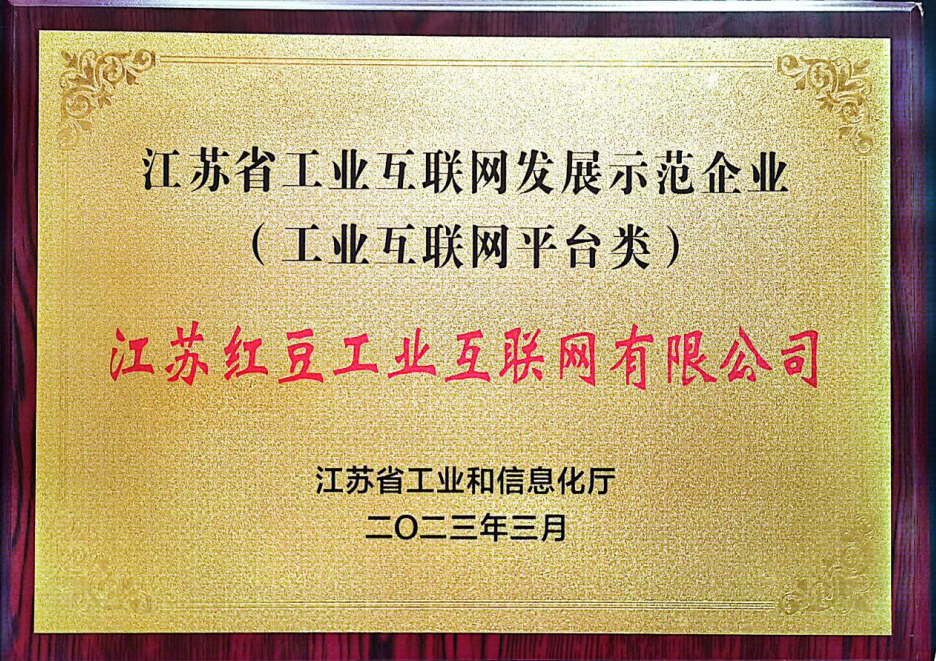 江苏省工业互联网发展示范企业
（工业互联网平台类）
江苏红豆工业互联网有限公司
江苏省工业和信息化厅
二〇二三年三月